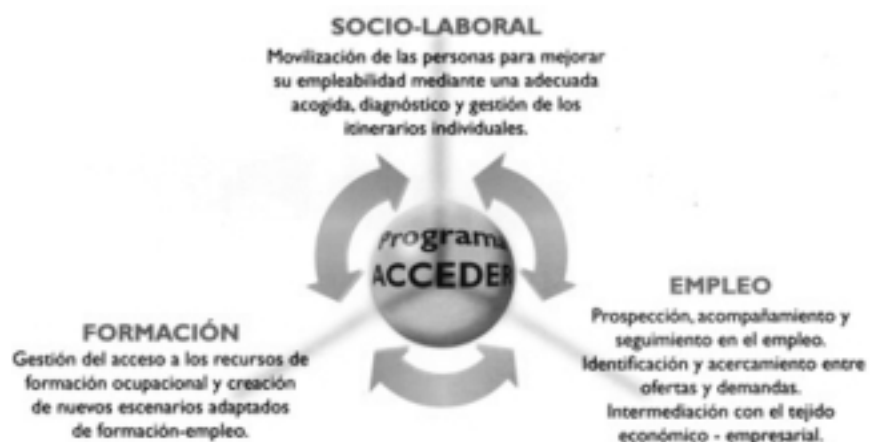 SOCIO-LABORAL
Movilización de las personas para mejorar
su empleabilidad mediante una adecuada
acogida, diagnóstico y gestión de los
itinerarios individuales.
Programa
ACCEDER
EMPLEO
Prospección, acompañamiento y
seguimiento en el empleo.
Identificación y acercamiento entre
ofertas y demandas.
Intermediación con el tejido
económico - empresarial.
FORMACIÓN
Gestión del acceso a los recursos de
formación ocupacional y creación
de nuevos escenarios adaptados
de formación-empleo.